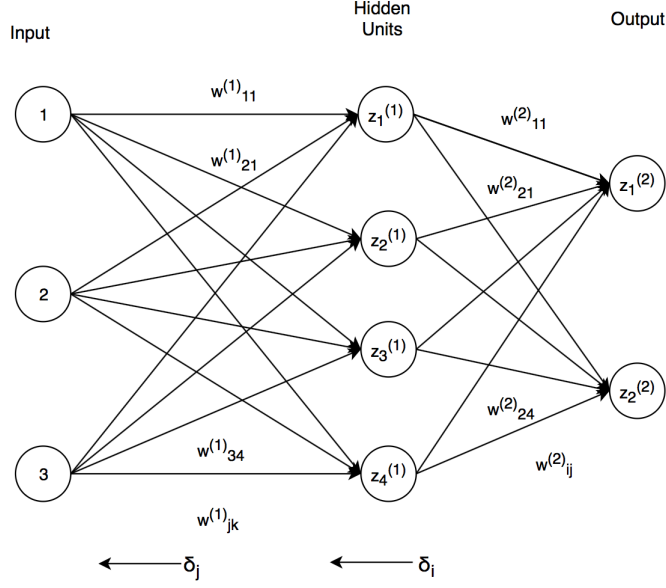 Input
Hidden
Units
Output
1
2
3
w⁽¹⁾₁₁
w⁽¹⁾₂₁
w⁽¹⁾₃₄
w⁽¹⁾ⱼₖ
z₁⁽¹⁾
z₂⁽¹⁾
z₃⁽¹⁾
z₄⁽¹⁾
w⁽²⁾₁₁
w⁽²⁾₂₁
w⁽²⁾₂₄
w⁽²⁾ᵢⱼ
z₁⁽²⁾
z₂⁽²⁾
δⱼ
δᵢ